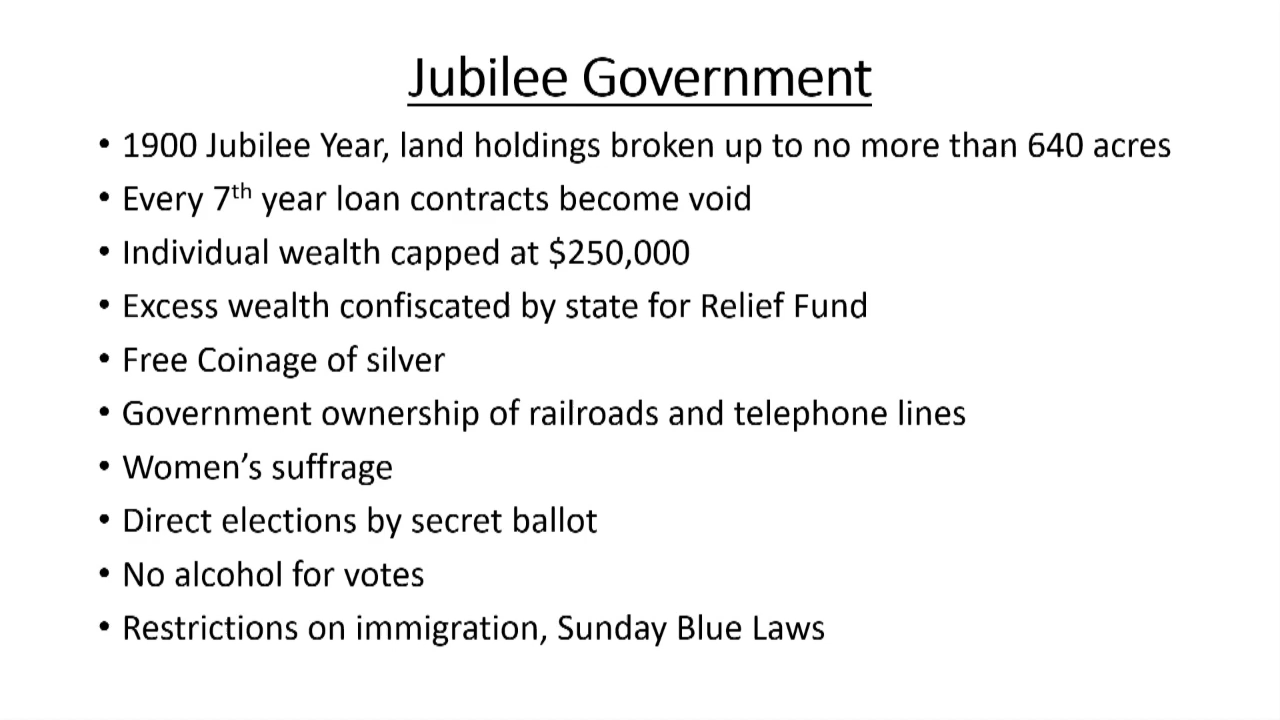 Jubilee Government
• 1900 Jubilee Year, land holdings broken up to no more than 640 acres
• Every 7th year loan contracts become void
• Individual wealth capped at $250,000
• Excess wealth confiscated by state for Relief Fund
• Free Coinage of silver
• Government ownership of railroads and telephone lines
• Women’s suffrage
• Direct elections by secret ballot
• No alcohol for votes
• Restrictions on immigration, Sunday Blue Laws